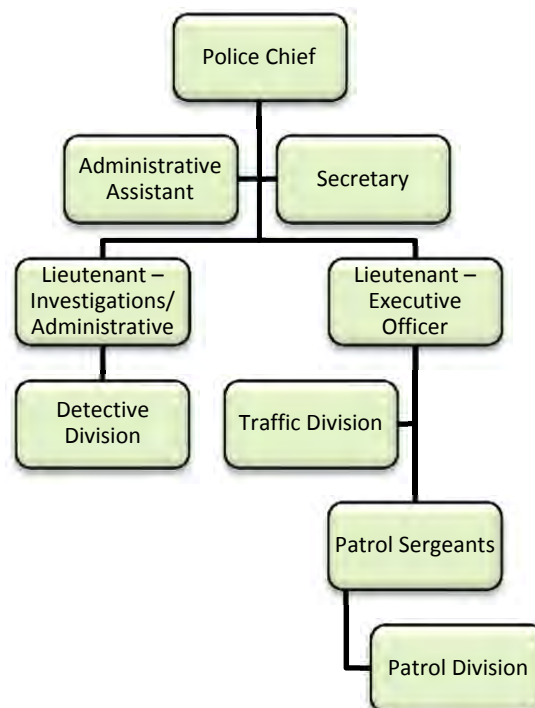 Police Chief
Administrative
Assistant
Secretary
Lieutenant –
Investigations/
Administrative
Lieutenant –
Executive
Officer
Detective
Division
Traffic Division
Patrol Sergeants
Patrol Division